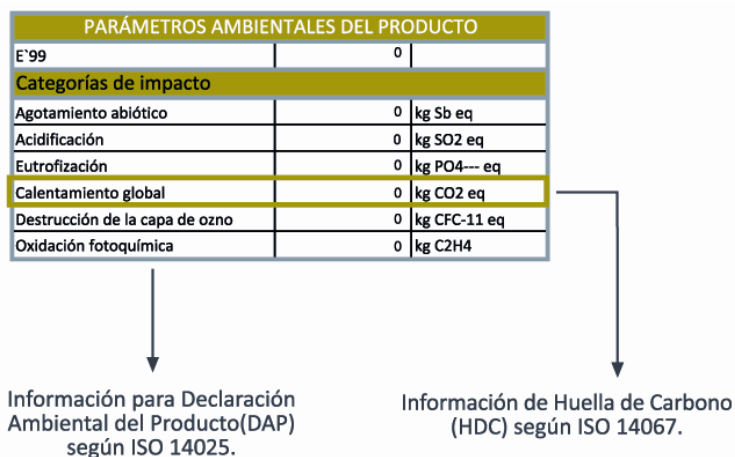 PARÁMETROS AMBIENTALES DEL PRODUCTO
E`99 0
Categorías de impacto
Agotamiento abiótico 0 kg Sb eq
Acidificación 0 kg SO2 eq
Eutrofización 0 kg PO4--- eq
Calentamiento global 0 kg CO2 eq
Destrucción de la capa de ozno 0 kg CFC-11 eq
Oxidación fotoquímica 0 kg C2H4
Información para Declaración
Ambiental del Producto(DAP)
según ISO 14025.
Información de Huella de Carbono
(HDC) según ISO 14067.